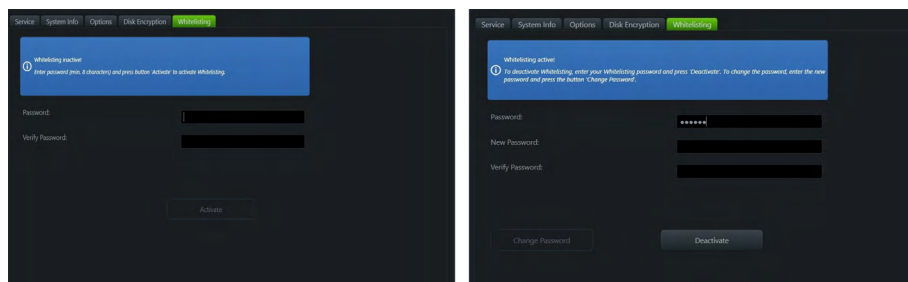 Service System Info Options Disk Encryption Whitelisting
Whitelisting inactive!
Enter password (min. 8 characters) and press button 'Activate' to activate Whitelisting.
Password:
Verify Password:
Activate
Service System Info Options Disk Encryption Whitelisting
Whitelisting active!
To deactivate Whitelisting, enter your Whitelisting password and press 'Deactivate'. To change the password, enter the new
password and press the button 'Change Password'.
Password:
New Password:
Verify Password:
Change Password Deactivate